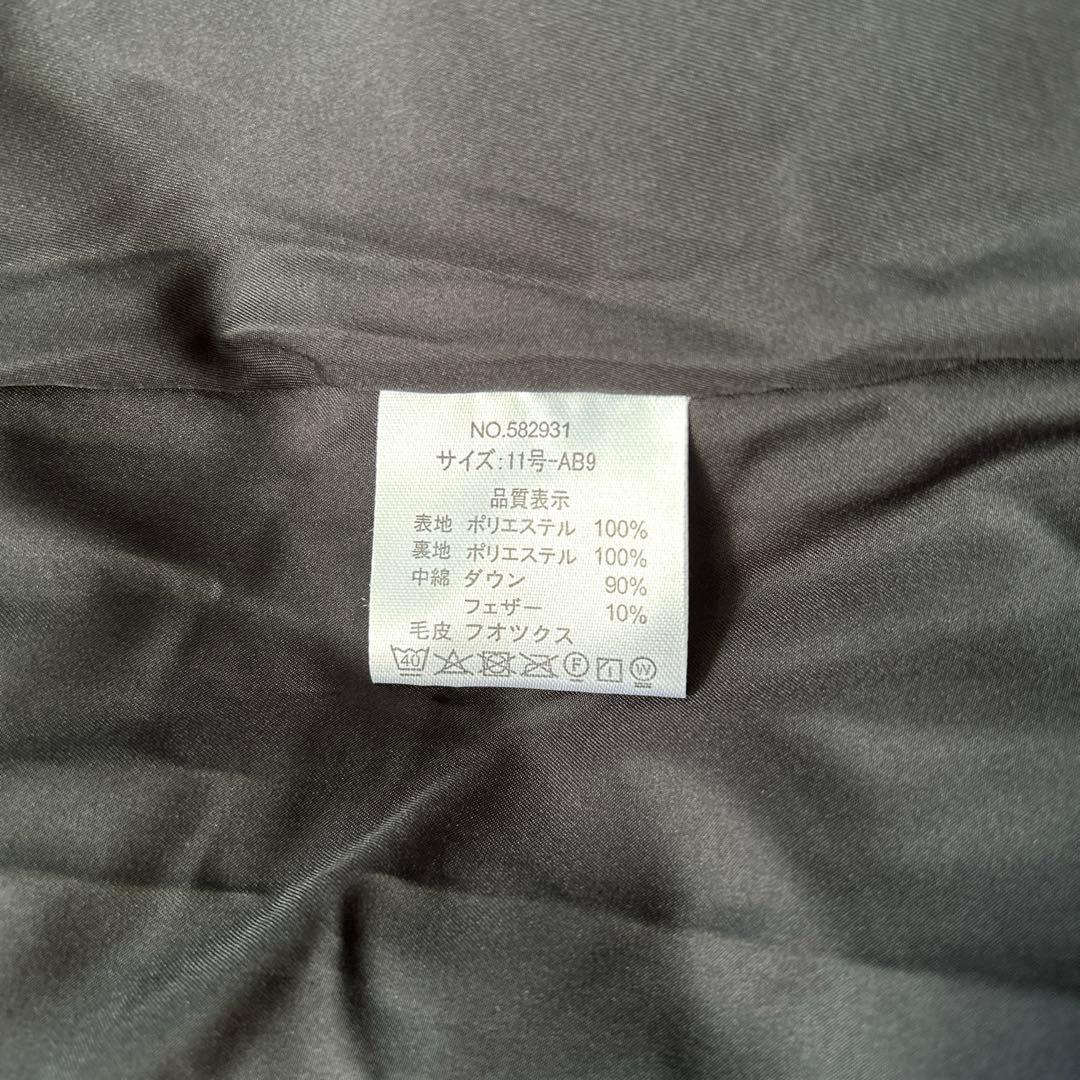 NO.582931
サイズ:11号-AB9
品質表示
表地 ポリエステル 100%
裏地 ポリエステル 100%
中綿 ダウン 90%
フェザー 10%
毛皮 フオツクス
40 F W